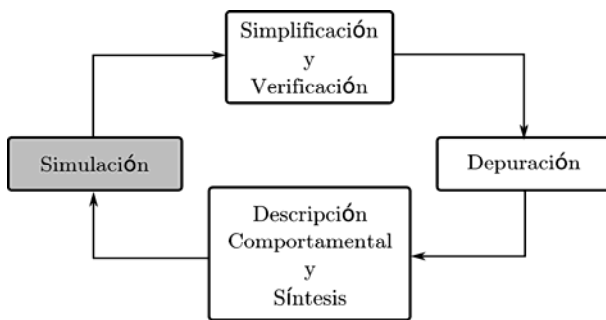 Simplificación
y
Verificación
Simulación
Depuración
Descripción
Comportamental
y
Síntesis